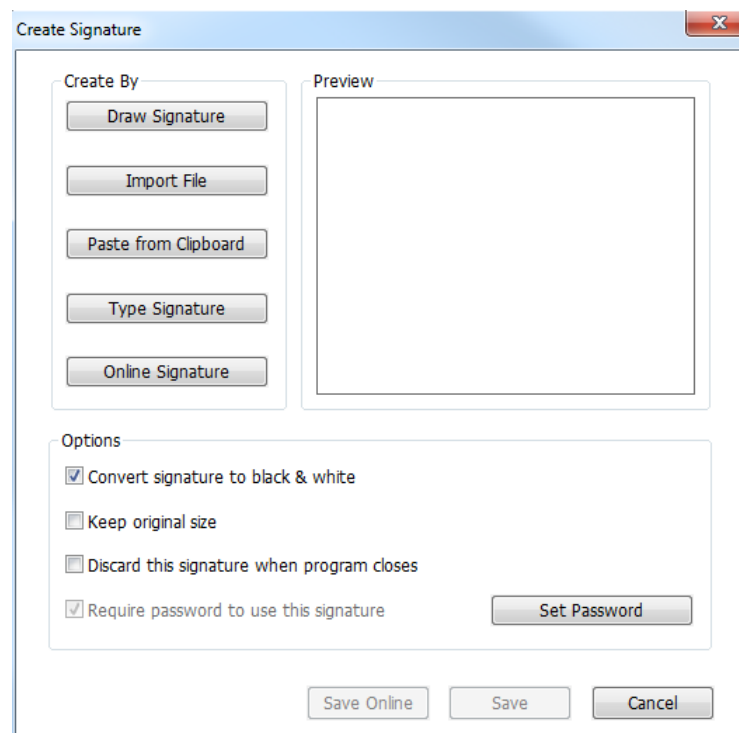 Create Signature
x
Create By
Draw Signature
Import File
Paste from Clipboard
Type Signature
Online Signature
Preview
Options
Convert signature to black & white
Keep original size
Discard this signature when program closes
Require password to use this signature
Set Password
Save Online
Save
Cancel